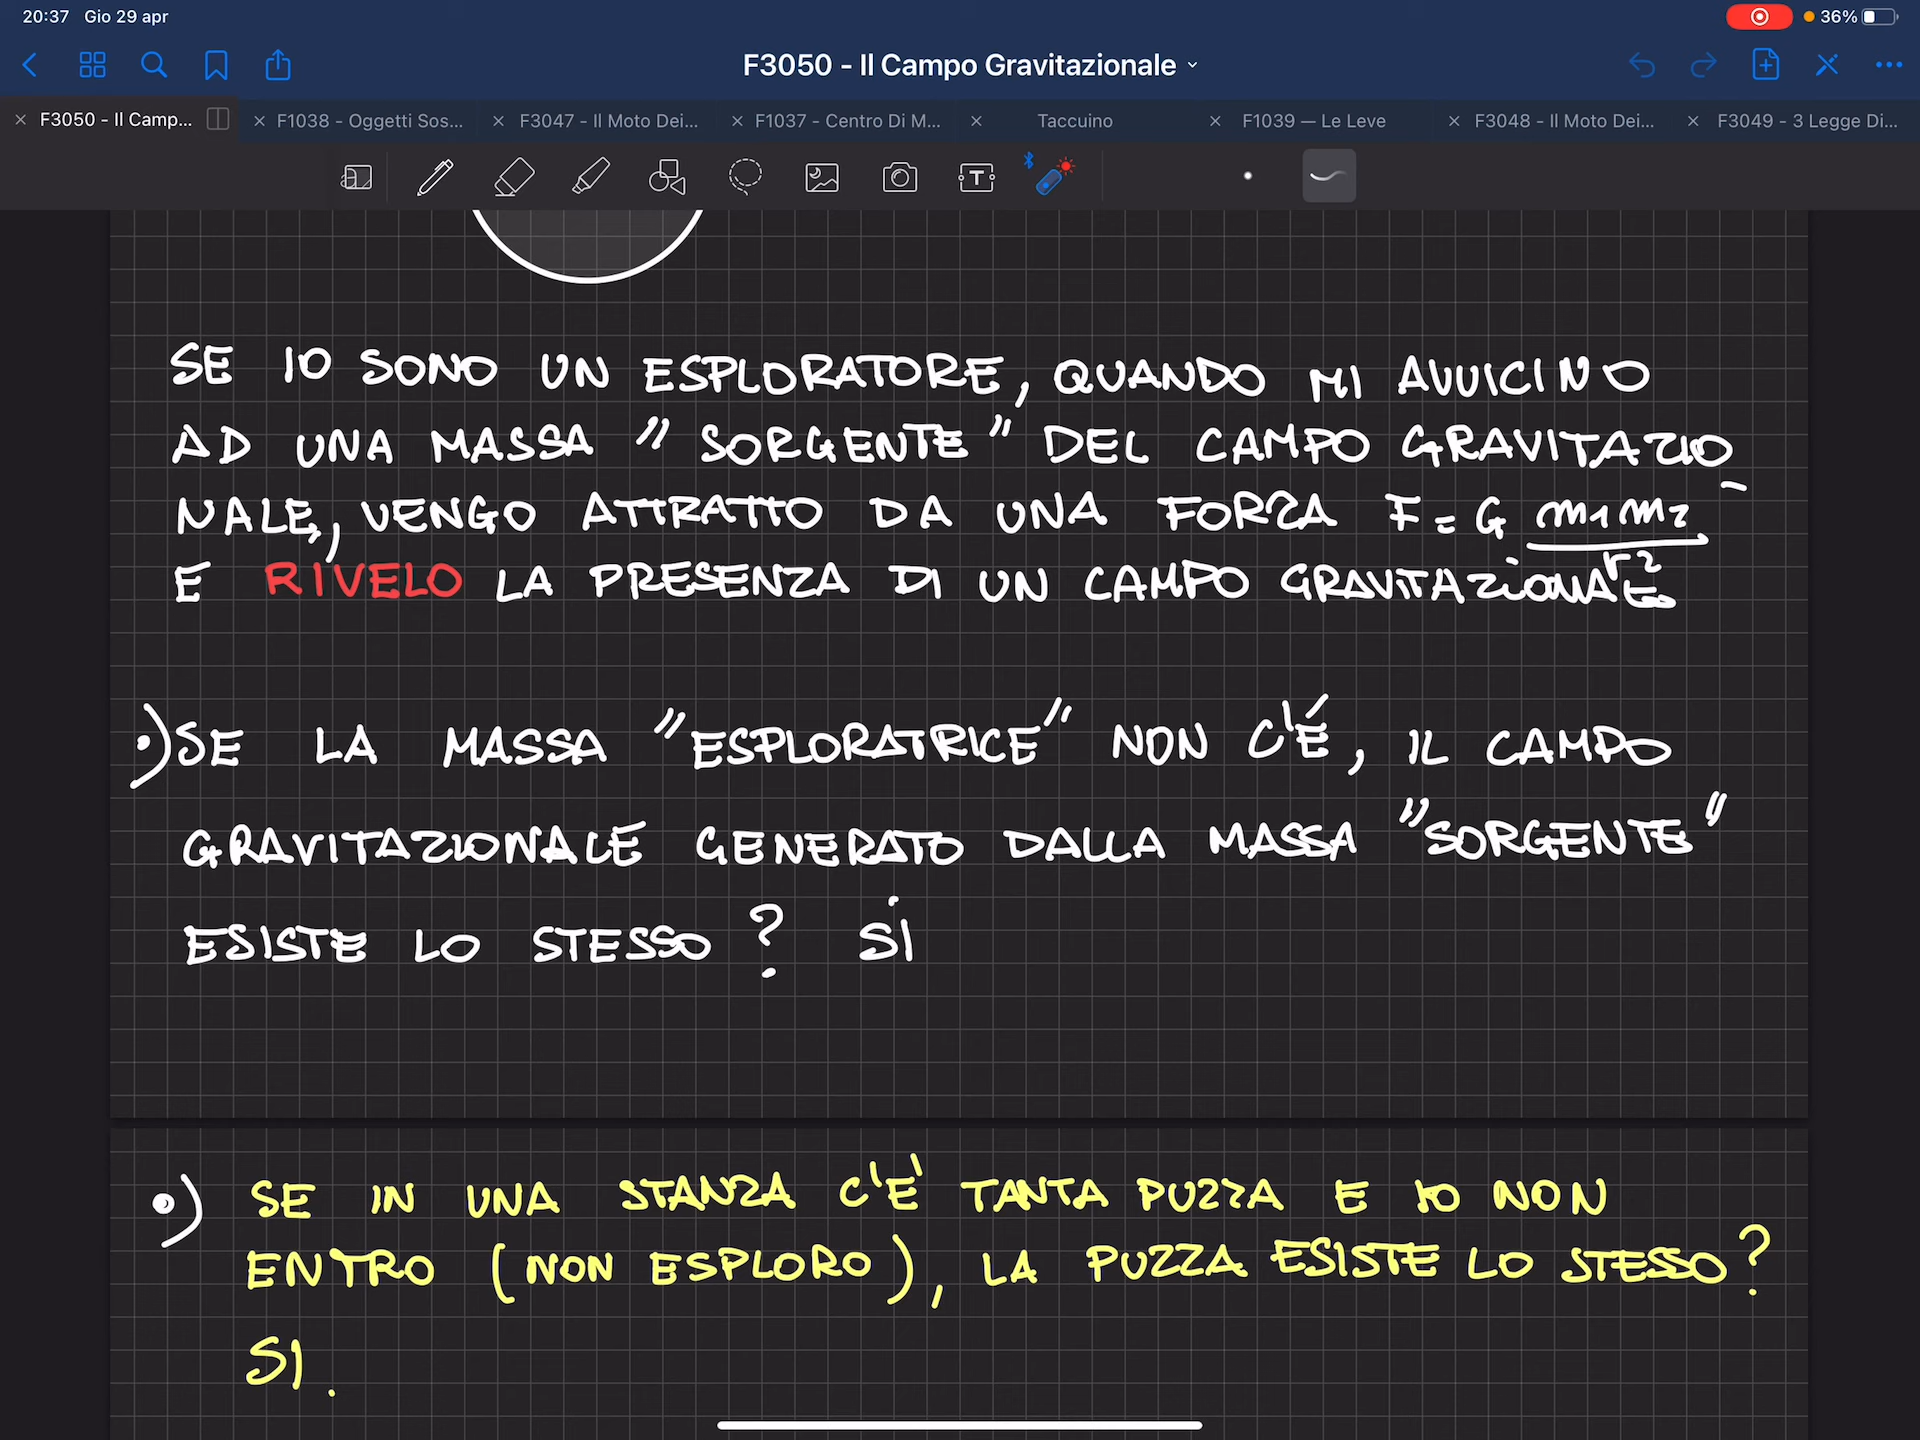 20:37 Gio 29 apr
36%
F3050 - Il Campo Gravitazionale
F3050 - Il Camp...
F1038 - Oggetti Sos...
F3047 - Il Moto Dei...
F1037 - Centro Di M...
Taccuino
F1039 — Le Leve
F3048 - Il Moto Dei...
F3049 - 3 Legge Di...
SE IO SONO UN ESPLORATORE, QUANDO MI AVVICINO
AD UNA MASSA "SORGENTE" DEL CAMPO GRAVITAZIO-
NALE, VENGO ATTRATTO DA UNA FORZA F = G m1m2/r²
E RIVELO LA PRESENZA DI UN CAMPO GRAVITAZIONALE.
•) SE LA MASSA "ESPLORATRICE" NON C'É, IL CAMPO
GRAVITAZIONALE GENERATO DALLA MASSA "SORGENTE"
ESISTE LO STESSO? SI
•) SE IN UNA STANZA C'È TANTA PUZZA E IO NON
ENTRO (NON ESPLORO), LA PUZZA ESISTE LO STESSO?
SI.